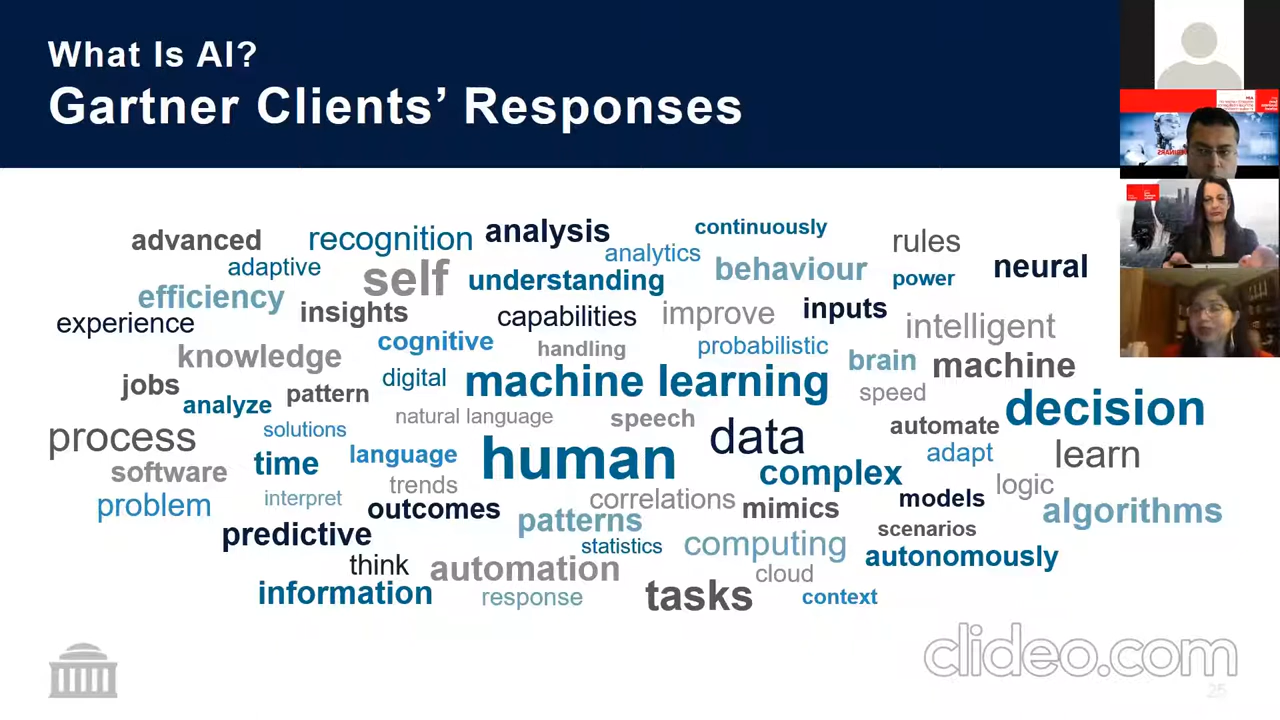 What Is AI?
Gartner Clients' Responses
advanced recognition analysis continuously rules
adaptive self understanding analytics behaviour power neural
efficiency insights capabilities improve inputs intelligent
experience cognitive handling probabilistic brain machine
knowledge digital machine learning speed decision
jobs pattern natural language speech automate
analyze solutions data adapt learn
process time language human complex logic
software interpret trends correlations mimics models algorithms
problem outcomes patterns scenarios
predictive statistics computing autonomously
think automation cloud
information response tasks context
clideo.com
25